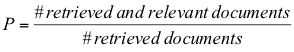 P = #retrieved and relevant documents / #retrieved documents